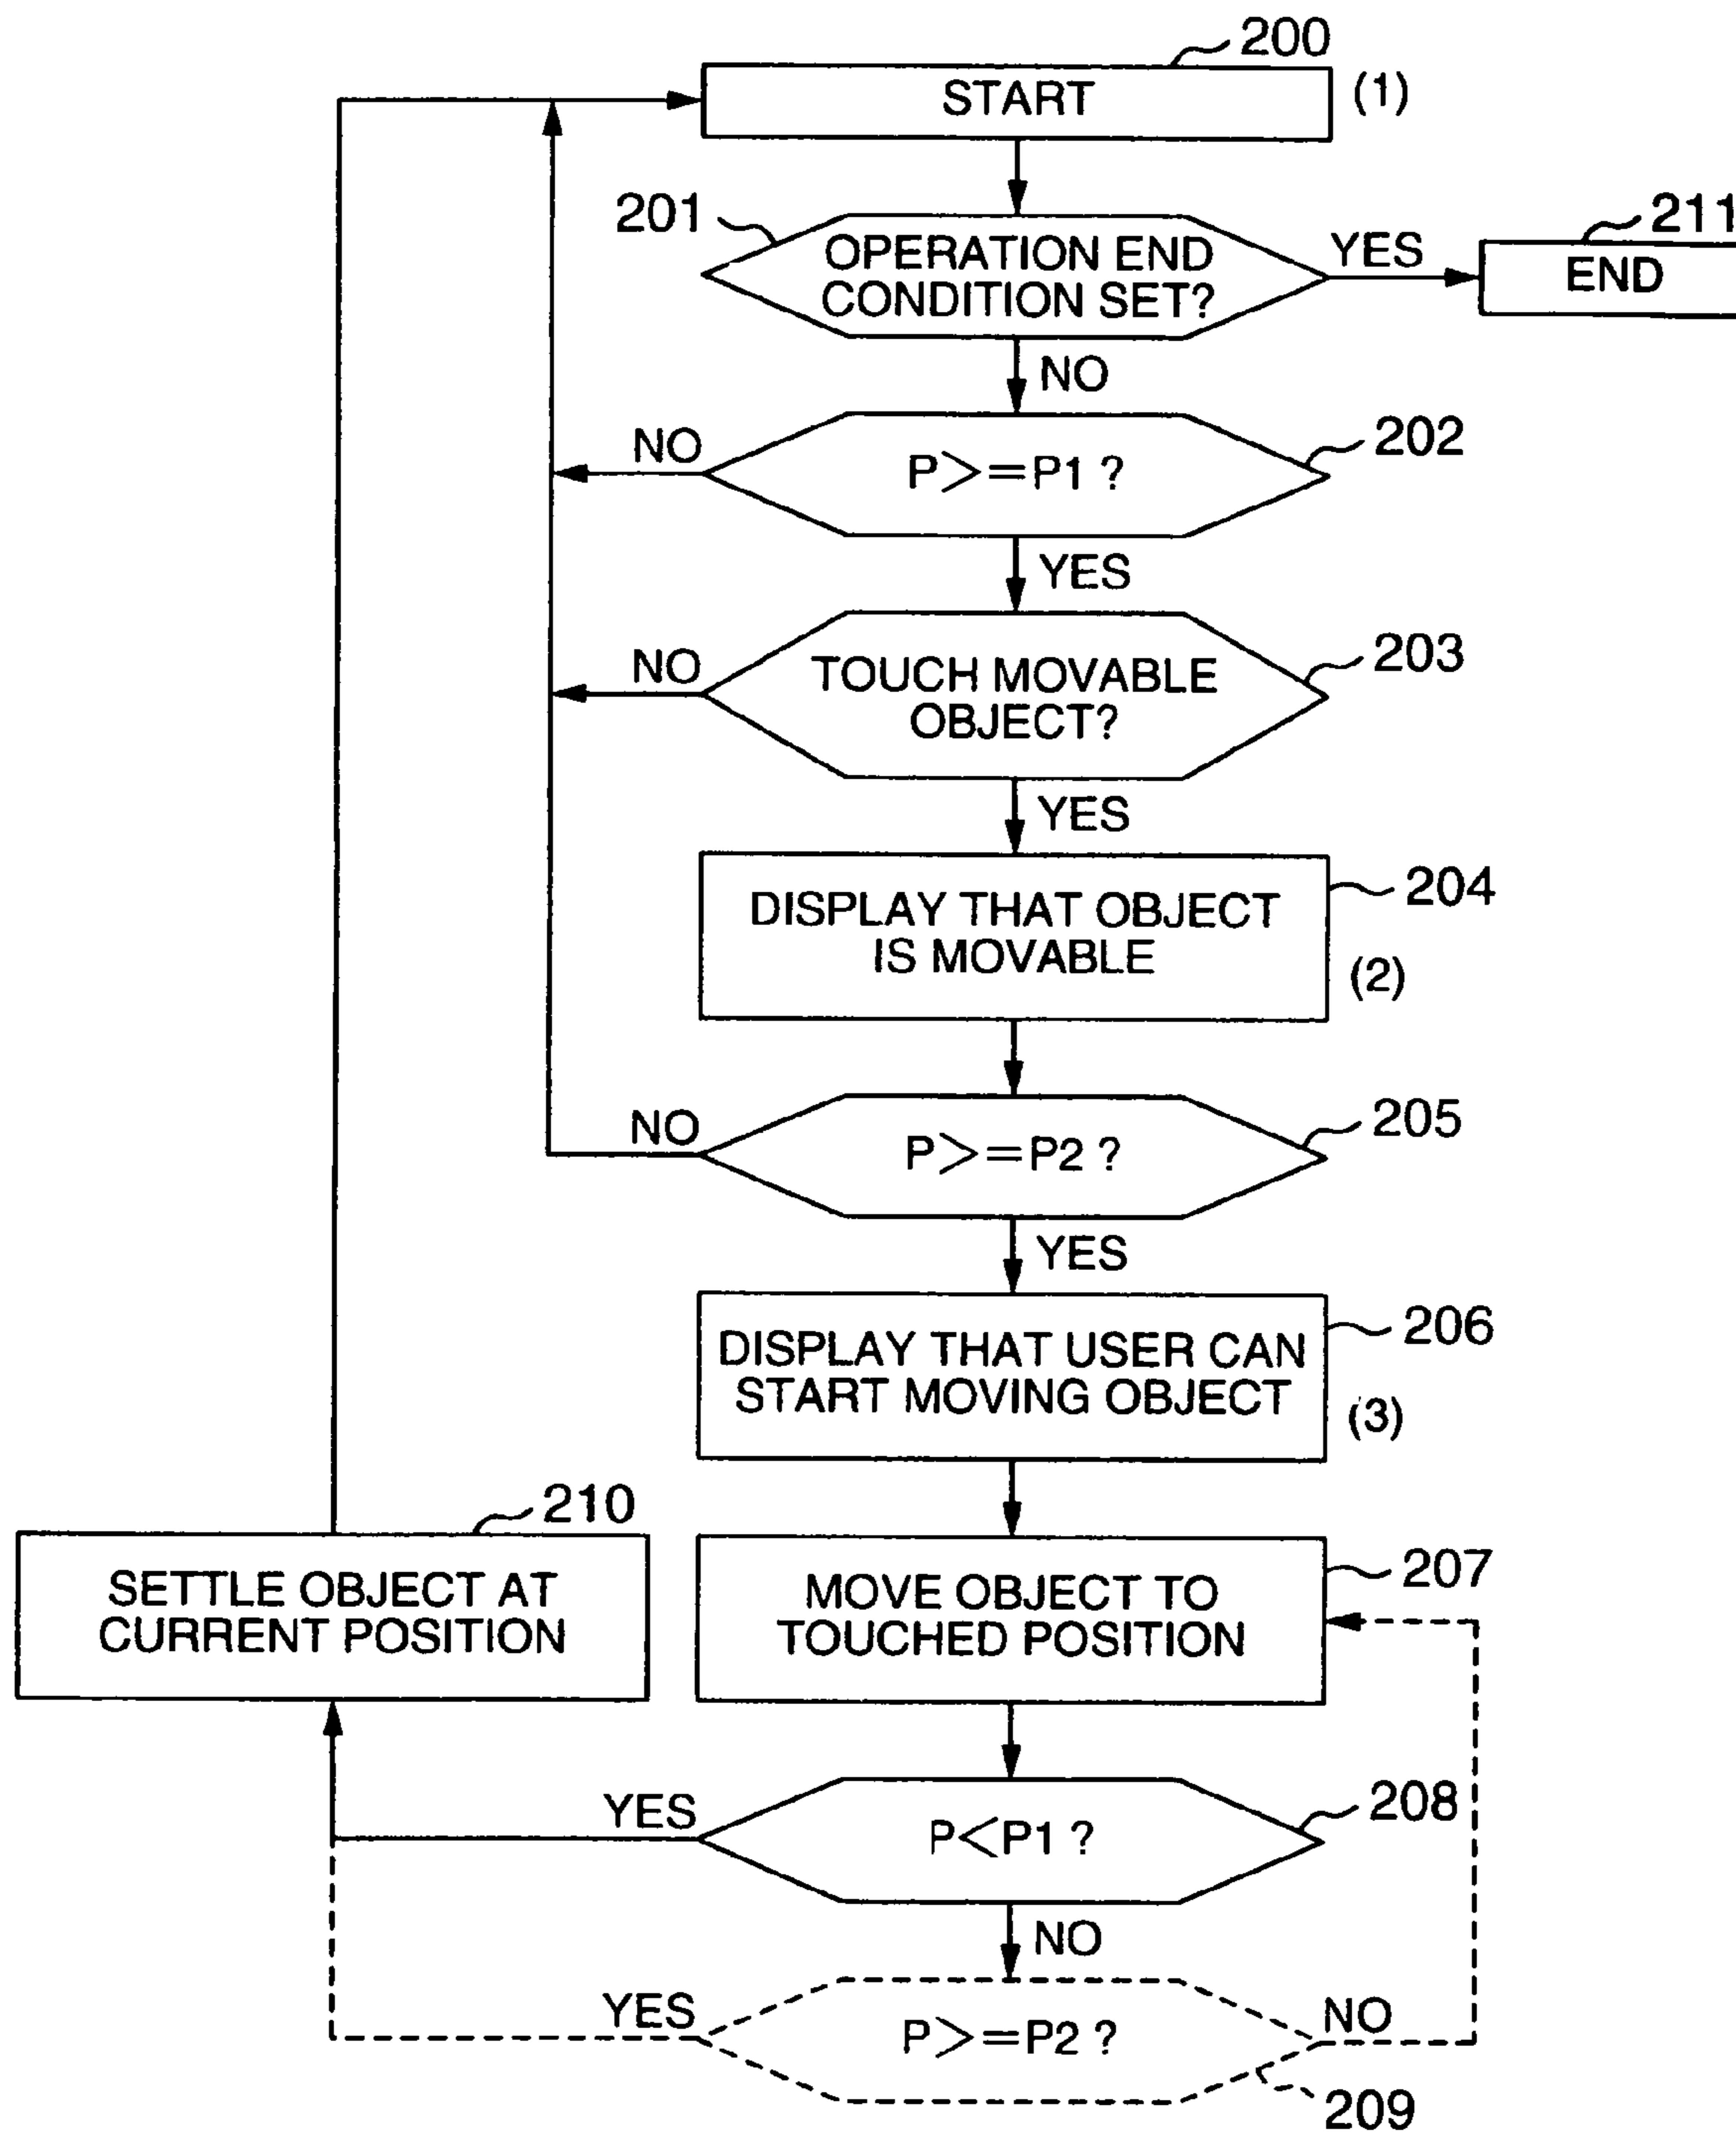 200
START
(1)
201
OPERATION END
CONDITION SET?
YES
211
END
NO
202
P>=P1 ?
NO
YES
203
TOUCH MOVABLE
OBJECT?
NO
YES
204
DISPLAY THAT OBJECT
IS MOVABLE
(2)
205
P>=P2 ?
NO
YES
206
DISPLAY THAT USER CAN
START MOVING OBJECT
(3)
210
SETTLE OBJECT AT
CURRENT POSITION
207
MOVE OBJECT TO
TOUCHED POSITION
208
P<P1 ?
YES
NO
P>=P2 ?
YES
NO
209